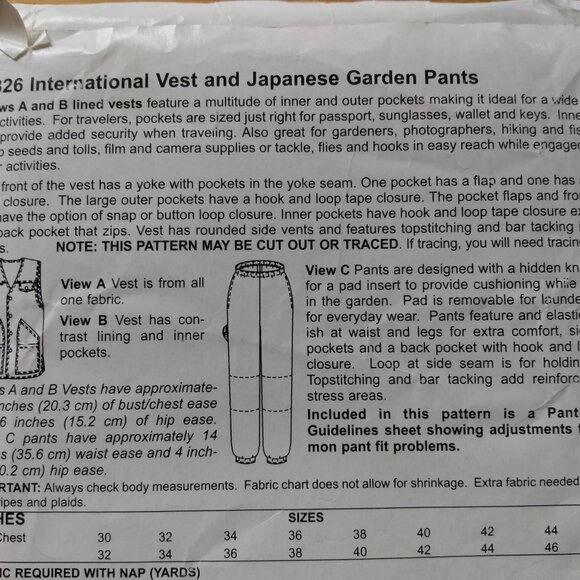 326 International Vest and Japanese Garden Pants
ws A and B lined vests feature a multitude of inner and outer pockets making it ideal for a wide
ctivities. For travelers, pockets are sized just right for passport, sunglasses, wallet and keys. Inne
provide added security when traveling. Also great for gardeners, photographers, hiking and fis
o seeds and tolls, film and camera supplies or tackle, flies and hooks in easy reach while engaged
r activities.
front of the vest has a yoke with pockets in the yoke seam. One pocket has a flap and one has a
closure. The large outer pockets have a hook and loop tape closure. The pocket flaps and fron
have the option of snap or button loop closure. Inner pockets have hook and loop tape closure ex
back pocket that zips. Vest has rounded side vents and features topstitching and bar tacking
s. NOTE: THIS PATTERN MAY BE CUT OUT OR TRACED. If tracing, you will need tracing
View A Vest is from all
one fabric.
View B Vest has con-
trast lining and inner
pockets.
ws A and B Vests have approximate-
inches (20.3 cm) of bust/chest ease
6 inches (15.2 cm) of hip ease.
C pants have approximately 14
es (35.6 cm) waist ease and 4 inch-
0.2 cm) hip ease.
View C Pants are designed with a hidden kne
for a pad insert to provide cushioning while
in the garden. Pad is removable for launde
for everyday wear. Pants feature and elastic
ish at waist and legs for extra comfort, sid
pockets and a back pocket with hook and l
closure. Loop at side seam is for holdin
Topstitching and bar tacking add reinforc
stress areas.
Included in this pattern is a Pant
Guidelines sheet showing adjustments f
mon pant fit problems.
ORTANT: Always check body measurements. Fabric chart does not allow for shrinkage. Extra fabric needed
ripes and plaids.
HES SIZES
Chest 30 32 34 36 38 40 42 44
32 34 36 38 40 42 44 46
IC REQUIRED WITH NAP (YARDS)